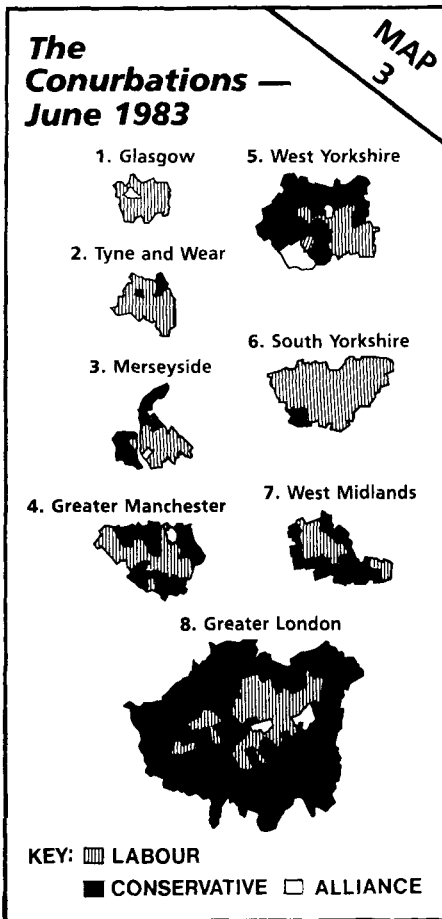 The
Conurbations —
June 1983
MAP
3
1. Glasgow
2. Tyne and Wear
3. Merseyside
4. Greater Manchester
5. West Yorkshire
6. South Yorkshire
7. West Midlands
8. Greater London
KEY: LABOUR
CONSERVATIVE ALLIANCE